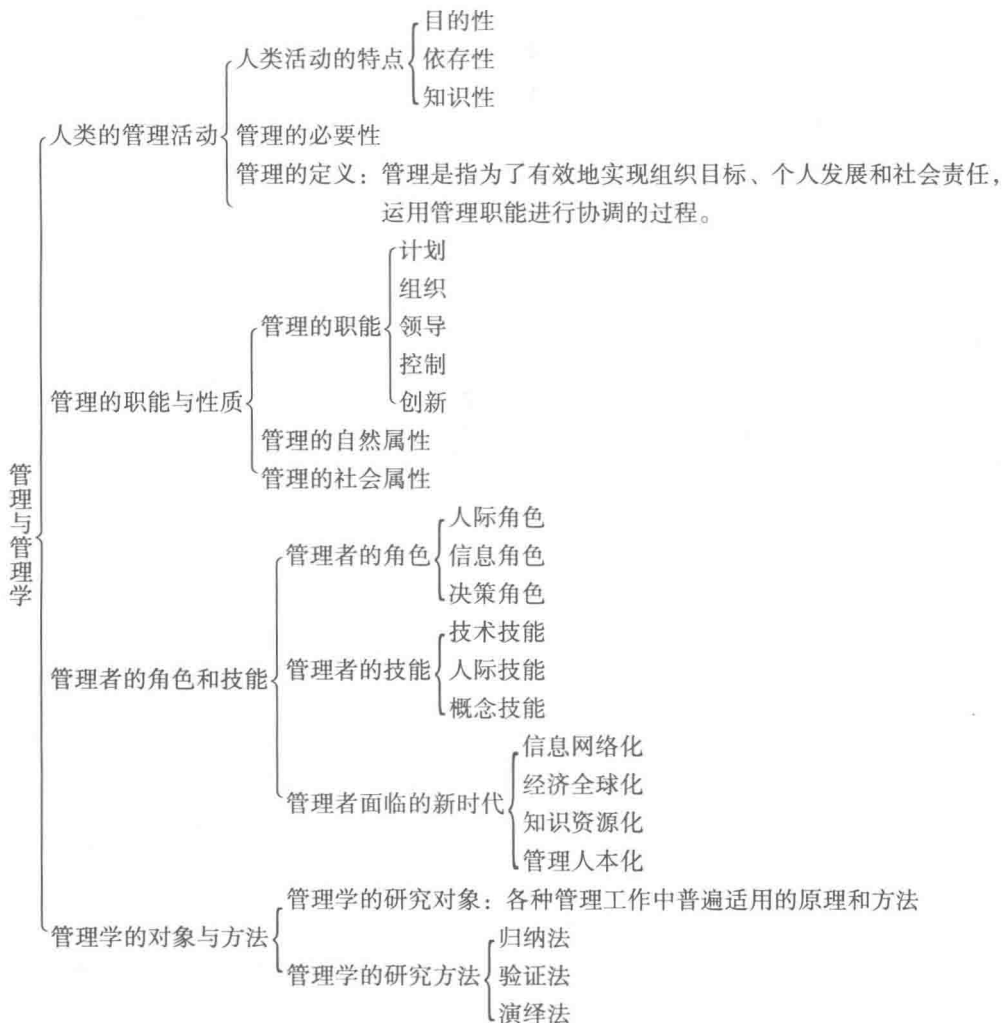 管理与管理学
人类的管理活动
人类活动的特点
目的性
依存性
知识性
管理的必要性
管理的定义：管理是指为了有效地实现组织目标、个人发展和社会责任，
运用管理职能进行协调的过程。
管理的职能与性质
管理的职能
计划
组织
领导
控制
创新
管理的自然属性
管理的社会属性
管理者的角色和技能
管理者的角色
人际角色
信息角色
决策角色
管理者的技能
技术技能
人际技能
概念技能
管理者面临的新时代
信息网络化
经济全球化
知识资源化
管理人本化
管理学的对象与方法
管理学的研究对象：各种管理工作中普遍适用的原理和方法
管理学的研究方法
归纳法
验证法
演绎法